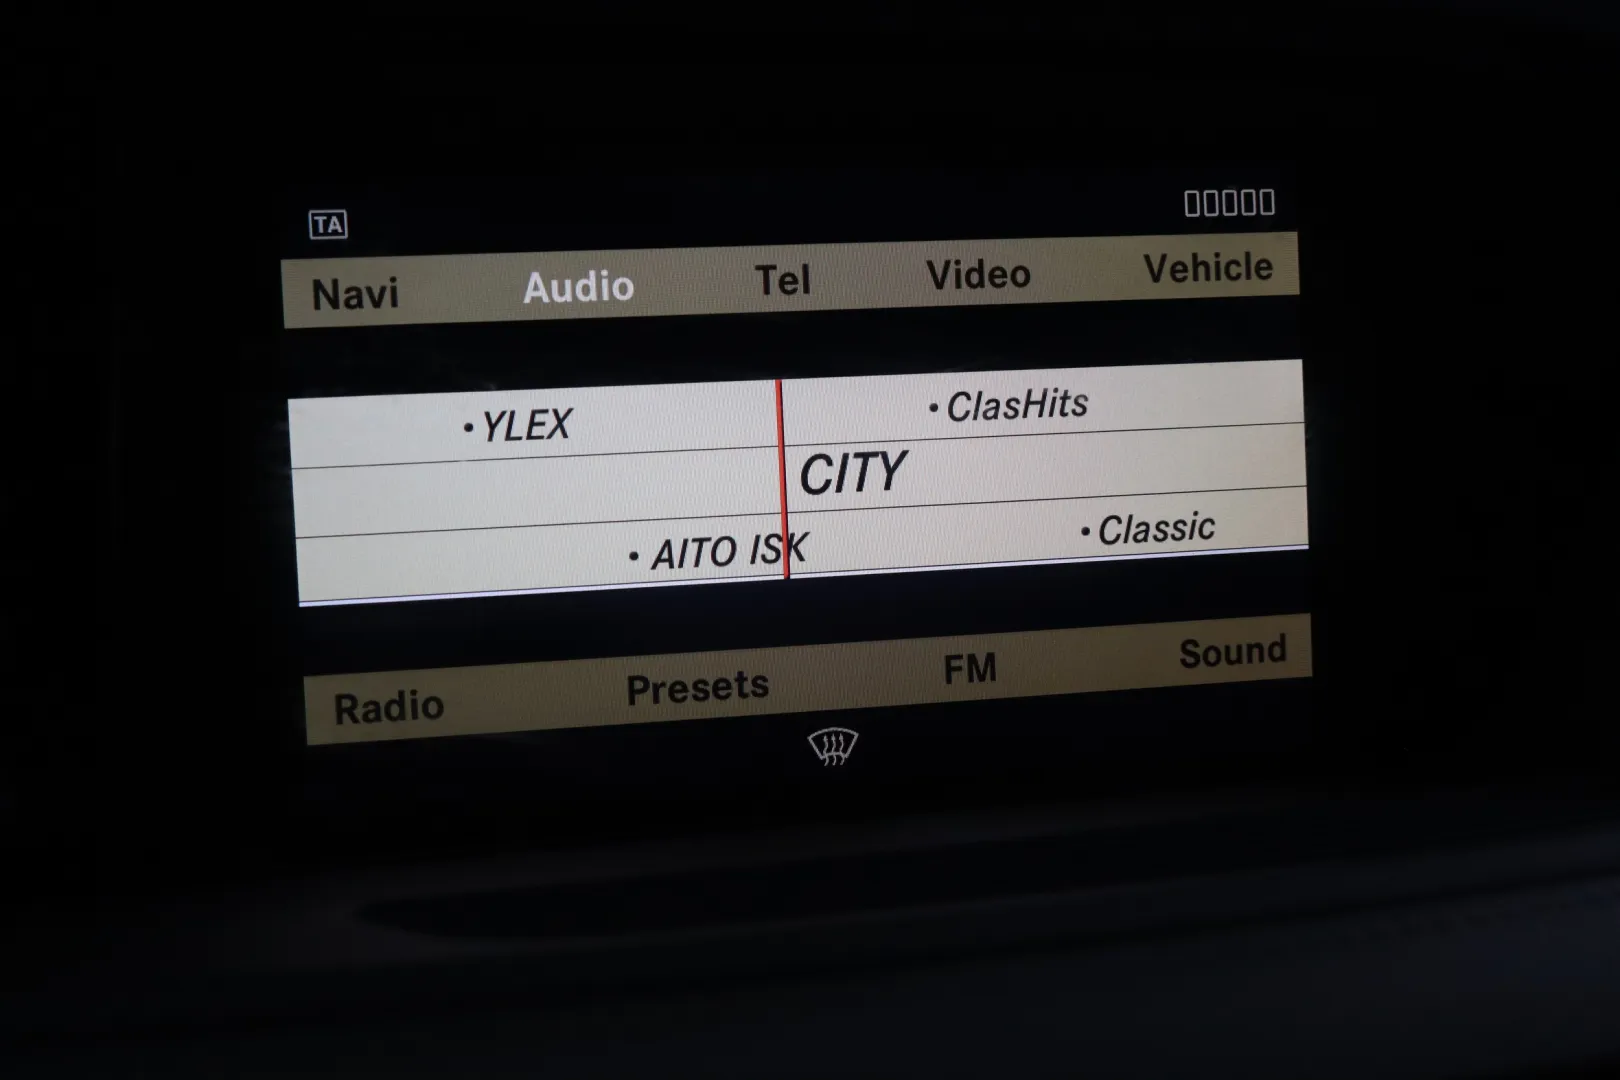 TA
Navi Audio Tel Video Vehicle
• YLEX • ClasHits
CITY
• AITO ISK • Classic
Radio Presets FM Sound